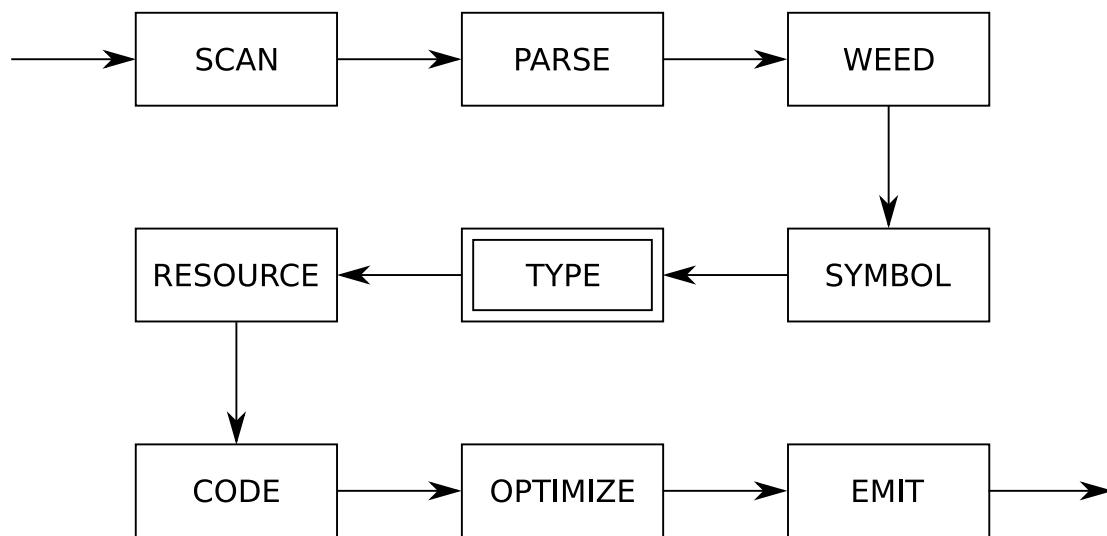 SCAN
PARSE
WEED
RESOURCE
TYPE
SYMBOL
CODE
OPTIMIZE
EMIT